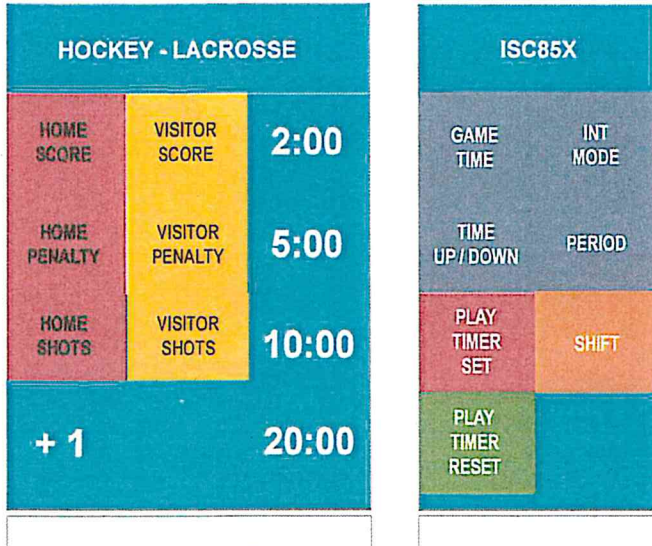 HOCKEY - LACROSSE
HOME
SCORE
VISITOR
SCORE
2:00
HOME
PENALTY
VISITOR
PENALTY
5:00
HOME
SHOTS
VISITOR
SHOTS
10:00
+ 1
20:00
ISC85X
GAME
TIME
INT
MODE
TIME
UP / DOWN
PERIOD
PLAY
TIMER
SET
SHIFT
PLAY
TIMER
RESET